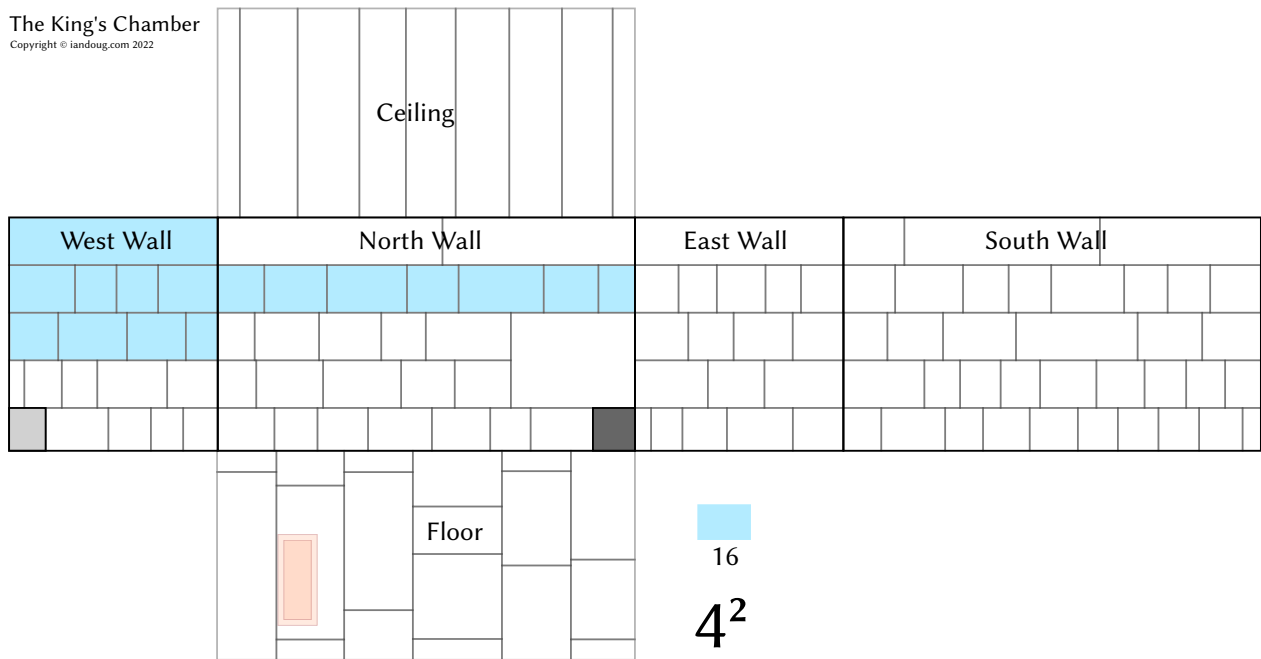 The King's Chamber
Copyright © iandoug.com 2022
Ceiling
West Wall
North Wall
East Wall
South Wall
Floor
16
4²